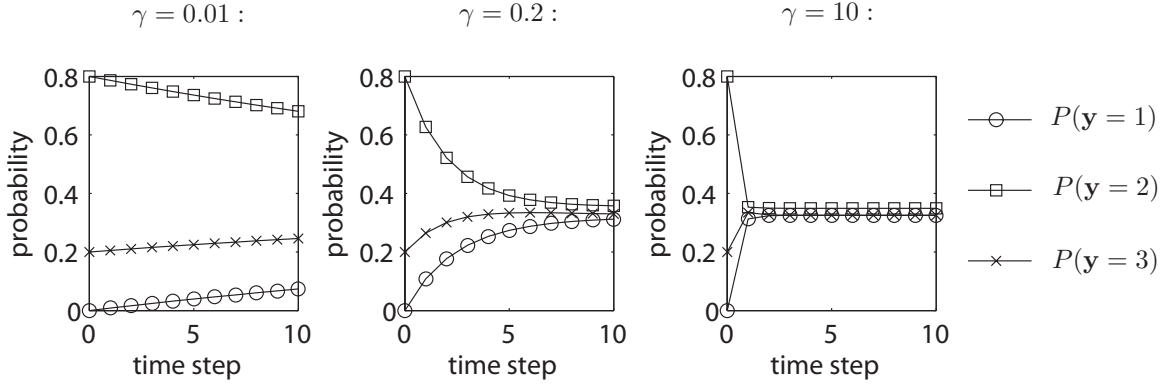 γ = 0.01 :
γ = 0.2 :
γ = 10 :
probability
0.8
0.6
0.4
0.2
0
0
5
10
time step
probability
0.8
0.6
0.4
0.2
0
0
5
10
time step
probability
0.8
0.6
0.4
0.2
0
0
5
10
time step
P(y = 1)
P(y = 2)
P(y = 3)